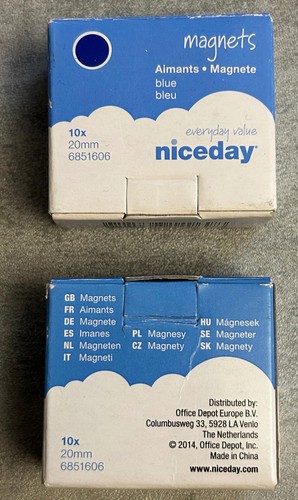 magnets
Aimants • Magnete
blue
bleu
10x
20mm
6851606
everyday value
niceday
GB Magnets
FR Aimants
DE Magnete
ES Imanes
NL Magneten
IT Magneti
PL Magnesy
CZ Magnety
HU Mágnesek
SE Magneter
SK Magnety
10x
20mm
6851606
Distributed by:
Office Depot Europe B.V.
Columbusweg 33, 5928 LA Venlo
The Netherlands
© 2014, Office Depot, Inc.
Made in China
www.niceday.com